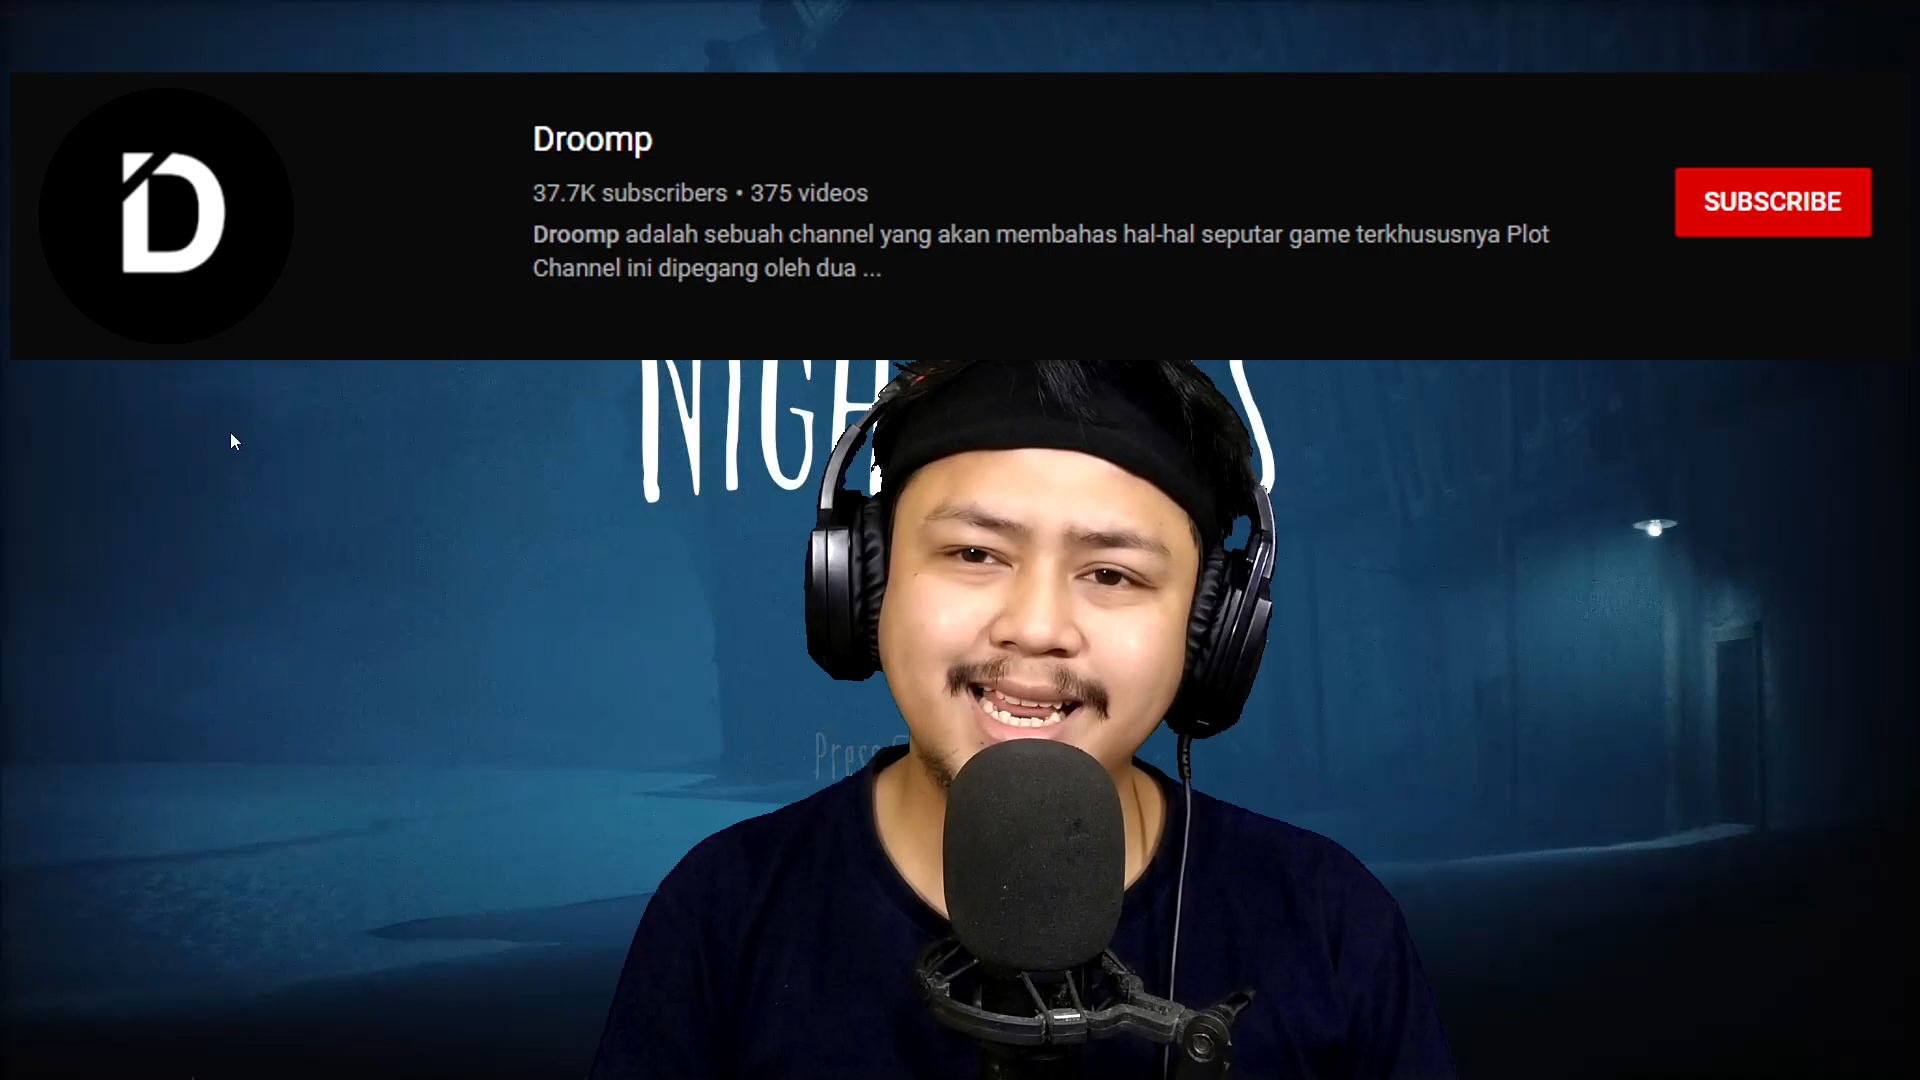 Droomp
37.7K subscribers • 375 videos
Droomp adalah sebuah channel yang akan membahas hal-hal seputar game terkhususnya Plot
Channel ini dipegang oleh dua ...
SUBSCRIBE
D